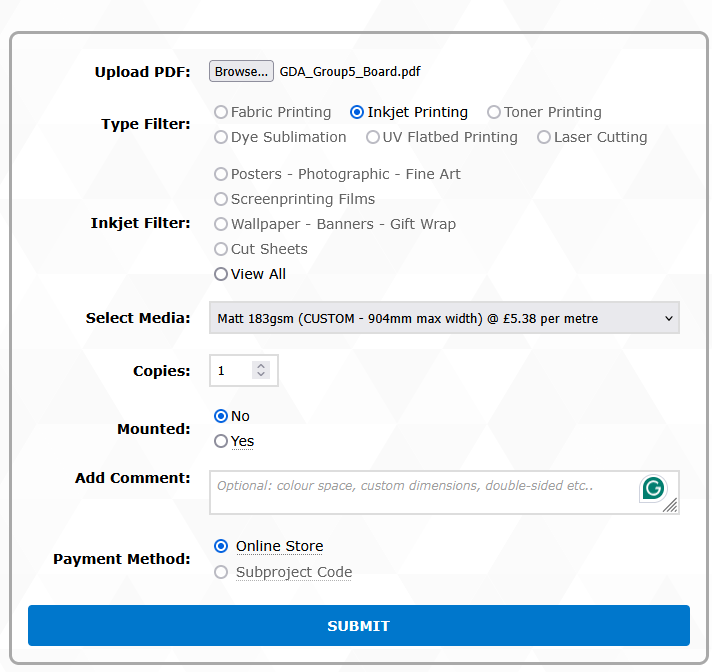 Upload PDF: Browse... GDA_Group5_Board.pdf
Type Filter: Fabric Printing Inkjet Printing Toner Printing
Dye Sublimation UV Flatbed Printing Laser Cutting
Inkjet Filter: Posters - Photographic - Fine Art
Screenprinting Films
Wallpaper - Banners - Gift Wrap
Cut Sheets
View All
Select Media: Matt 183gsm (CUSTOM - 904mm max width) @ £5.38 per metre
Copies: 1
Mounted: No
Yes
Add Comment: Optional: colour space, custom dimensions, double-sided etc..
Payment Method: Online Store
Subproject Code
SUBMIT